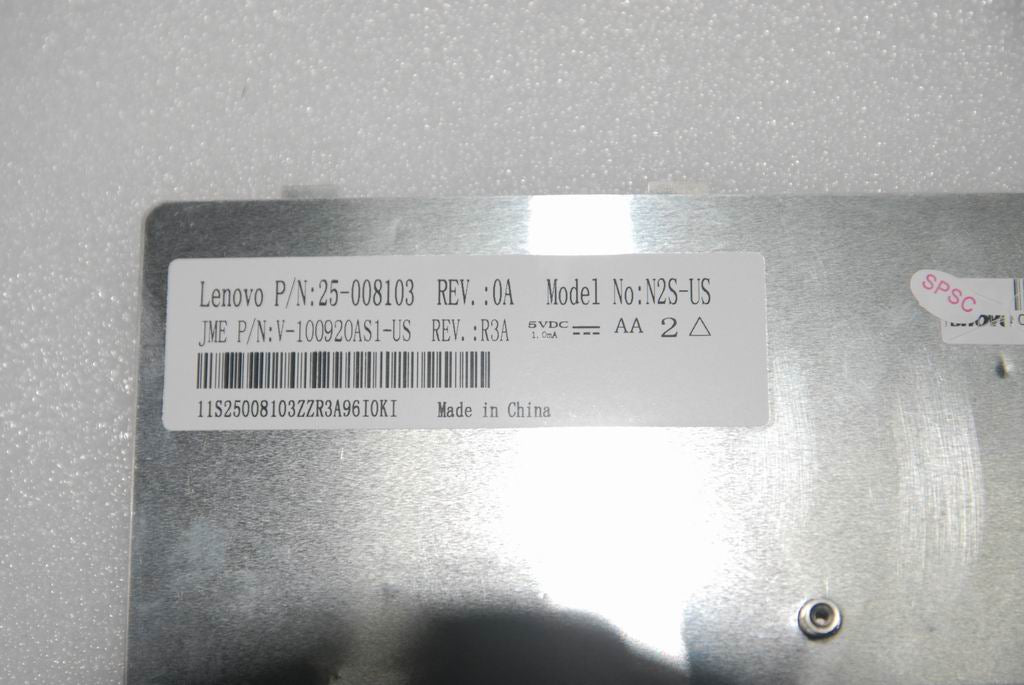 Lenovo P/N:25-008103 REV.:0A Model No:N2S-US
JME P/N:V-100920AS1-US REV.:R3A 5VDC 1.0mA AA 2 △
11S25008103ZZR3A96I0KI Made in China
SPSC